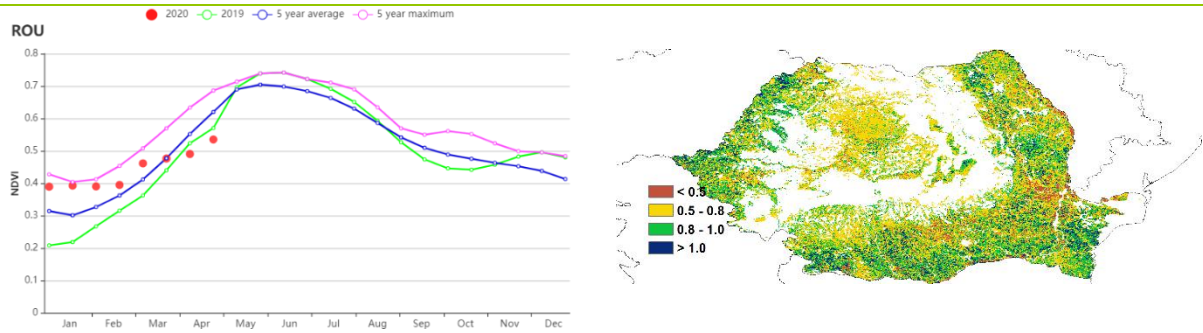 2020 2019 5 year average 5 year maximum
ROU
0.8
0.7
0.6
0.5
0.4
0.3
0.2
0.1
0
NDVI
Jan Feb Mar Apr May Jun Jul Aug Sep Oct Nov Dec
< 0.5
0.5 - 0.8
0.8 - 1.0
> 1.0